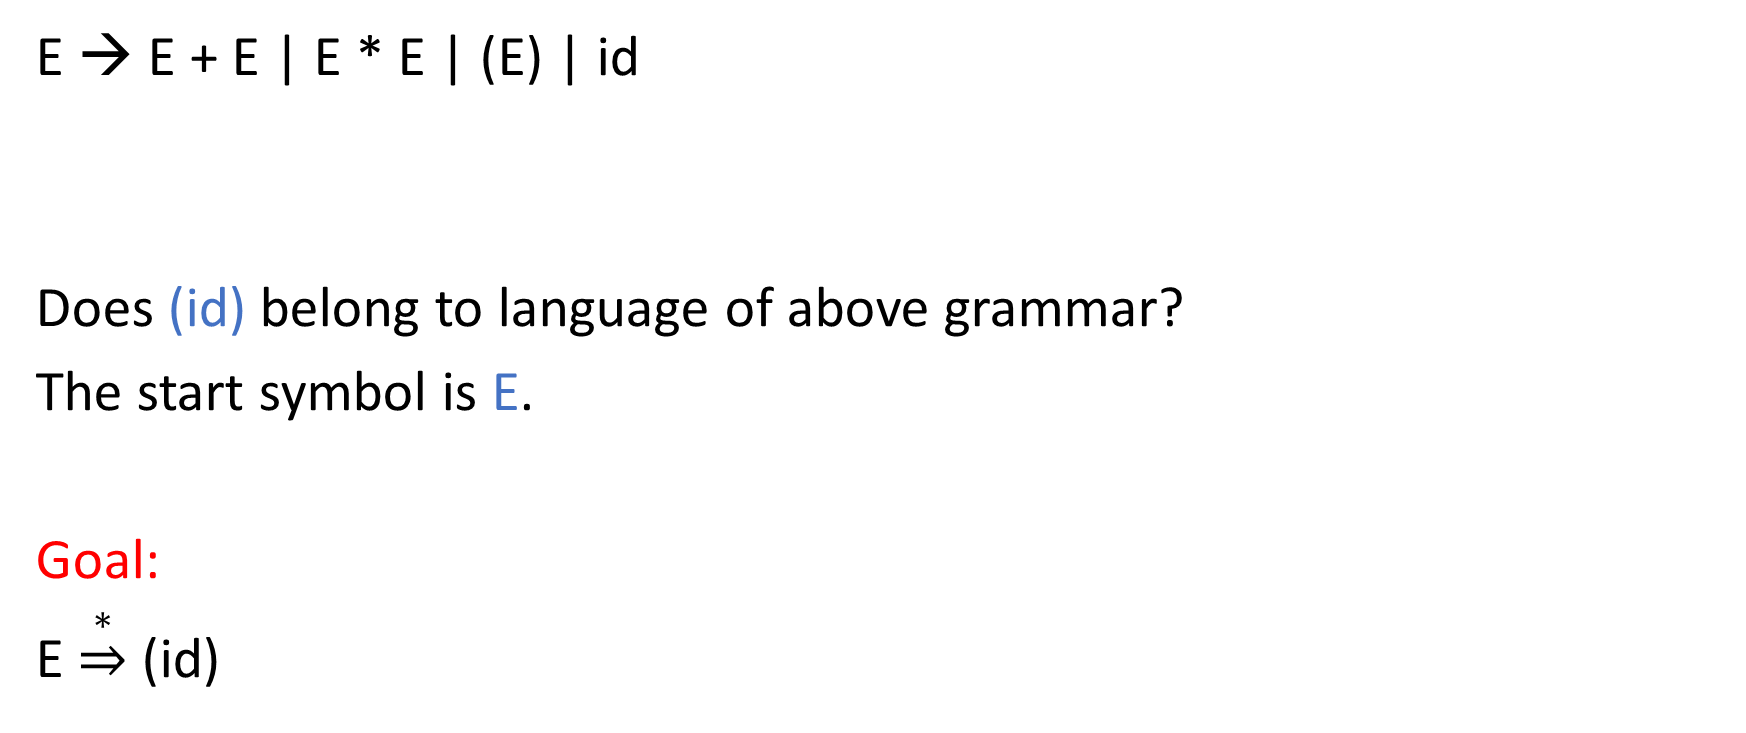 E → E + E | E * E | (E) | id
Does (id) belong to language of above grammar?
The start symbol is E.
Goal:
*
E ⇒ (id)